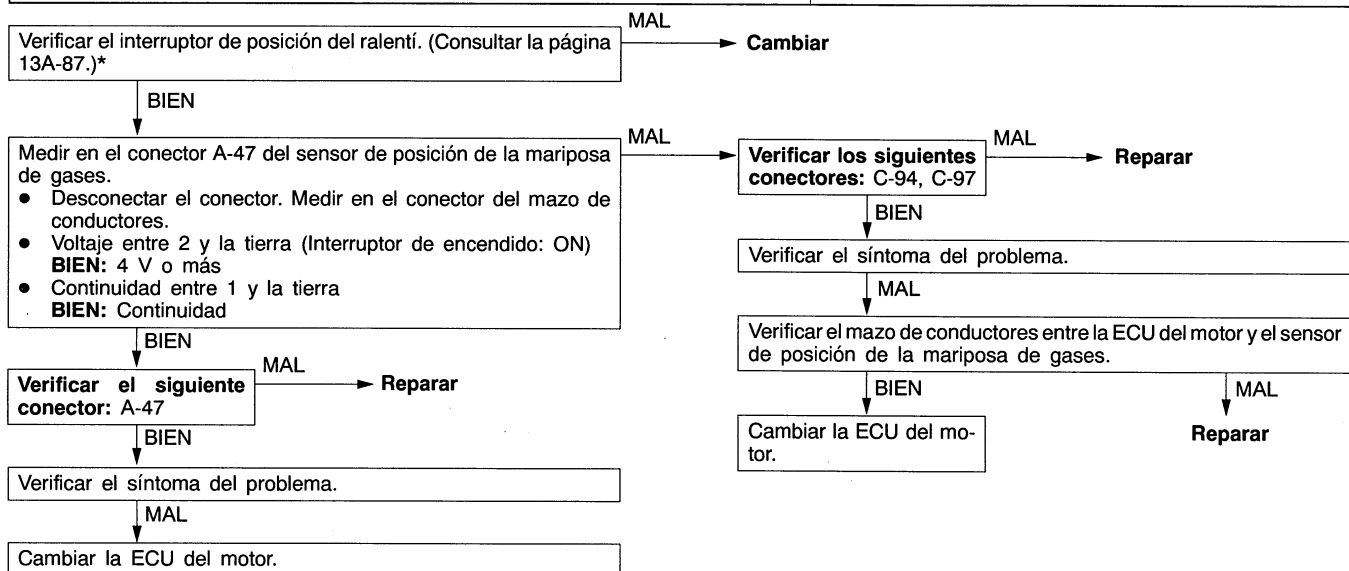 MAL
Verificar el interruptor de posición del ralentí. (Consultar la página
13A-87.)*
Cambiar
BIEN
MAL
Medir en el conector A-47 del sensor de posición de la mariposa
de gases.
● Desconectar el conector. Medir en el conector del mazo de
conductores.
● Voltaje entre 2 y la tierra (Interruptor de encendido: ON)
BIEN: 4 V o más
● Continuidad entre 1 y la tierra
BIEN: Continuidad
MAL
Verificar los siguientes
conectores: C-94, C-97
Reparar
BIEN
Verificar el síntoma del problema.
MAL
Verificar el mazo de conductores entre la ECU del motor y el sensor
de posición de la mariposa de gases.
BIEN
MAL
Cambiar la ECU del mo-
tor.
Reparar
BIEN
MAL
Verificar el siguiente
conector: A-47
Reparar
BIEN
Verificar el síntoma del problema.
MAL
Cambiar la ECU del motor.